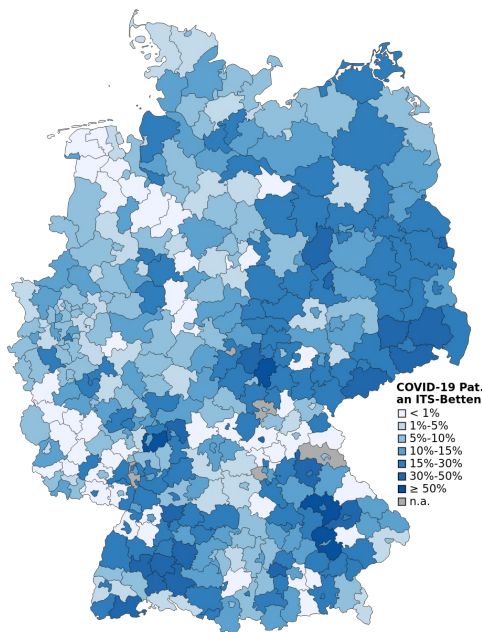 COVID-19 Pat.
an ITS-Betten
< 1%
1%-5%
5%-10%
10%-15%
15%-30%
30%-50%
≥ 50%
n.a.